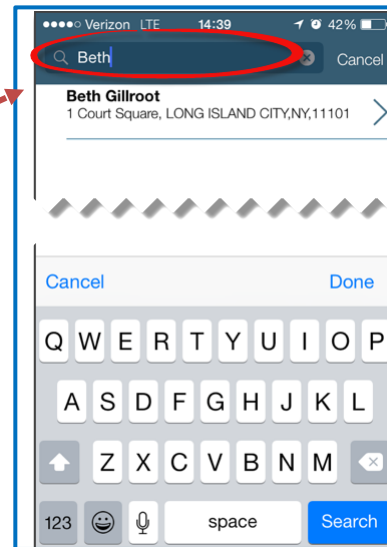 Verizon LTE 14:39 42%
Beth Cancel
Beth Gillroot
1 Court Square, LONG ISLAND CITY,NY,11101
Cancel Done
Q W E R T Y U I O P
A S D F G H J K L
Z X C V B N M
123 space Search